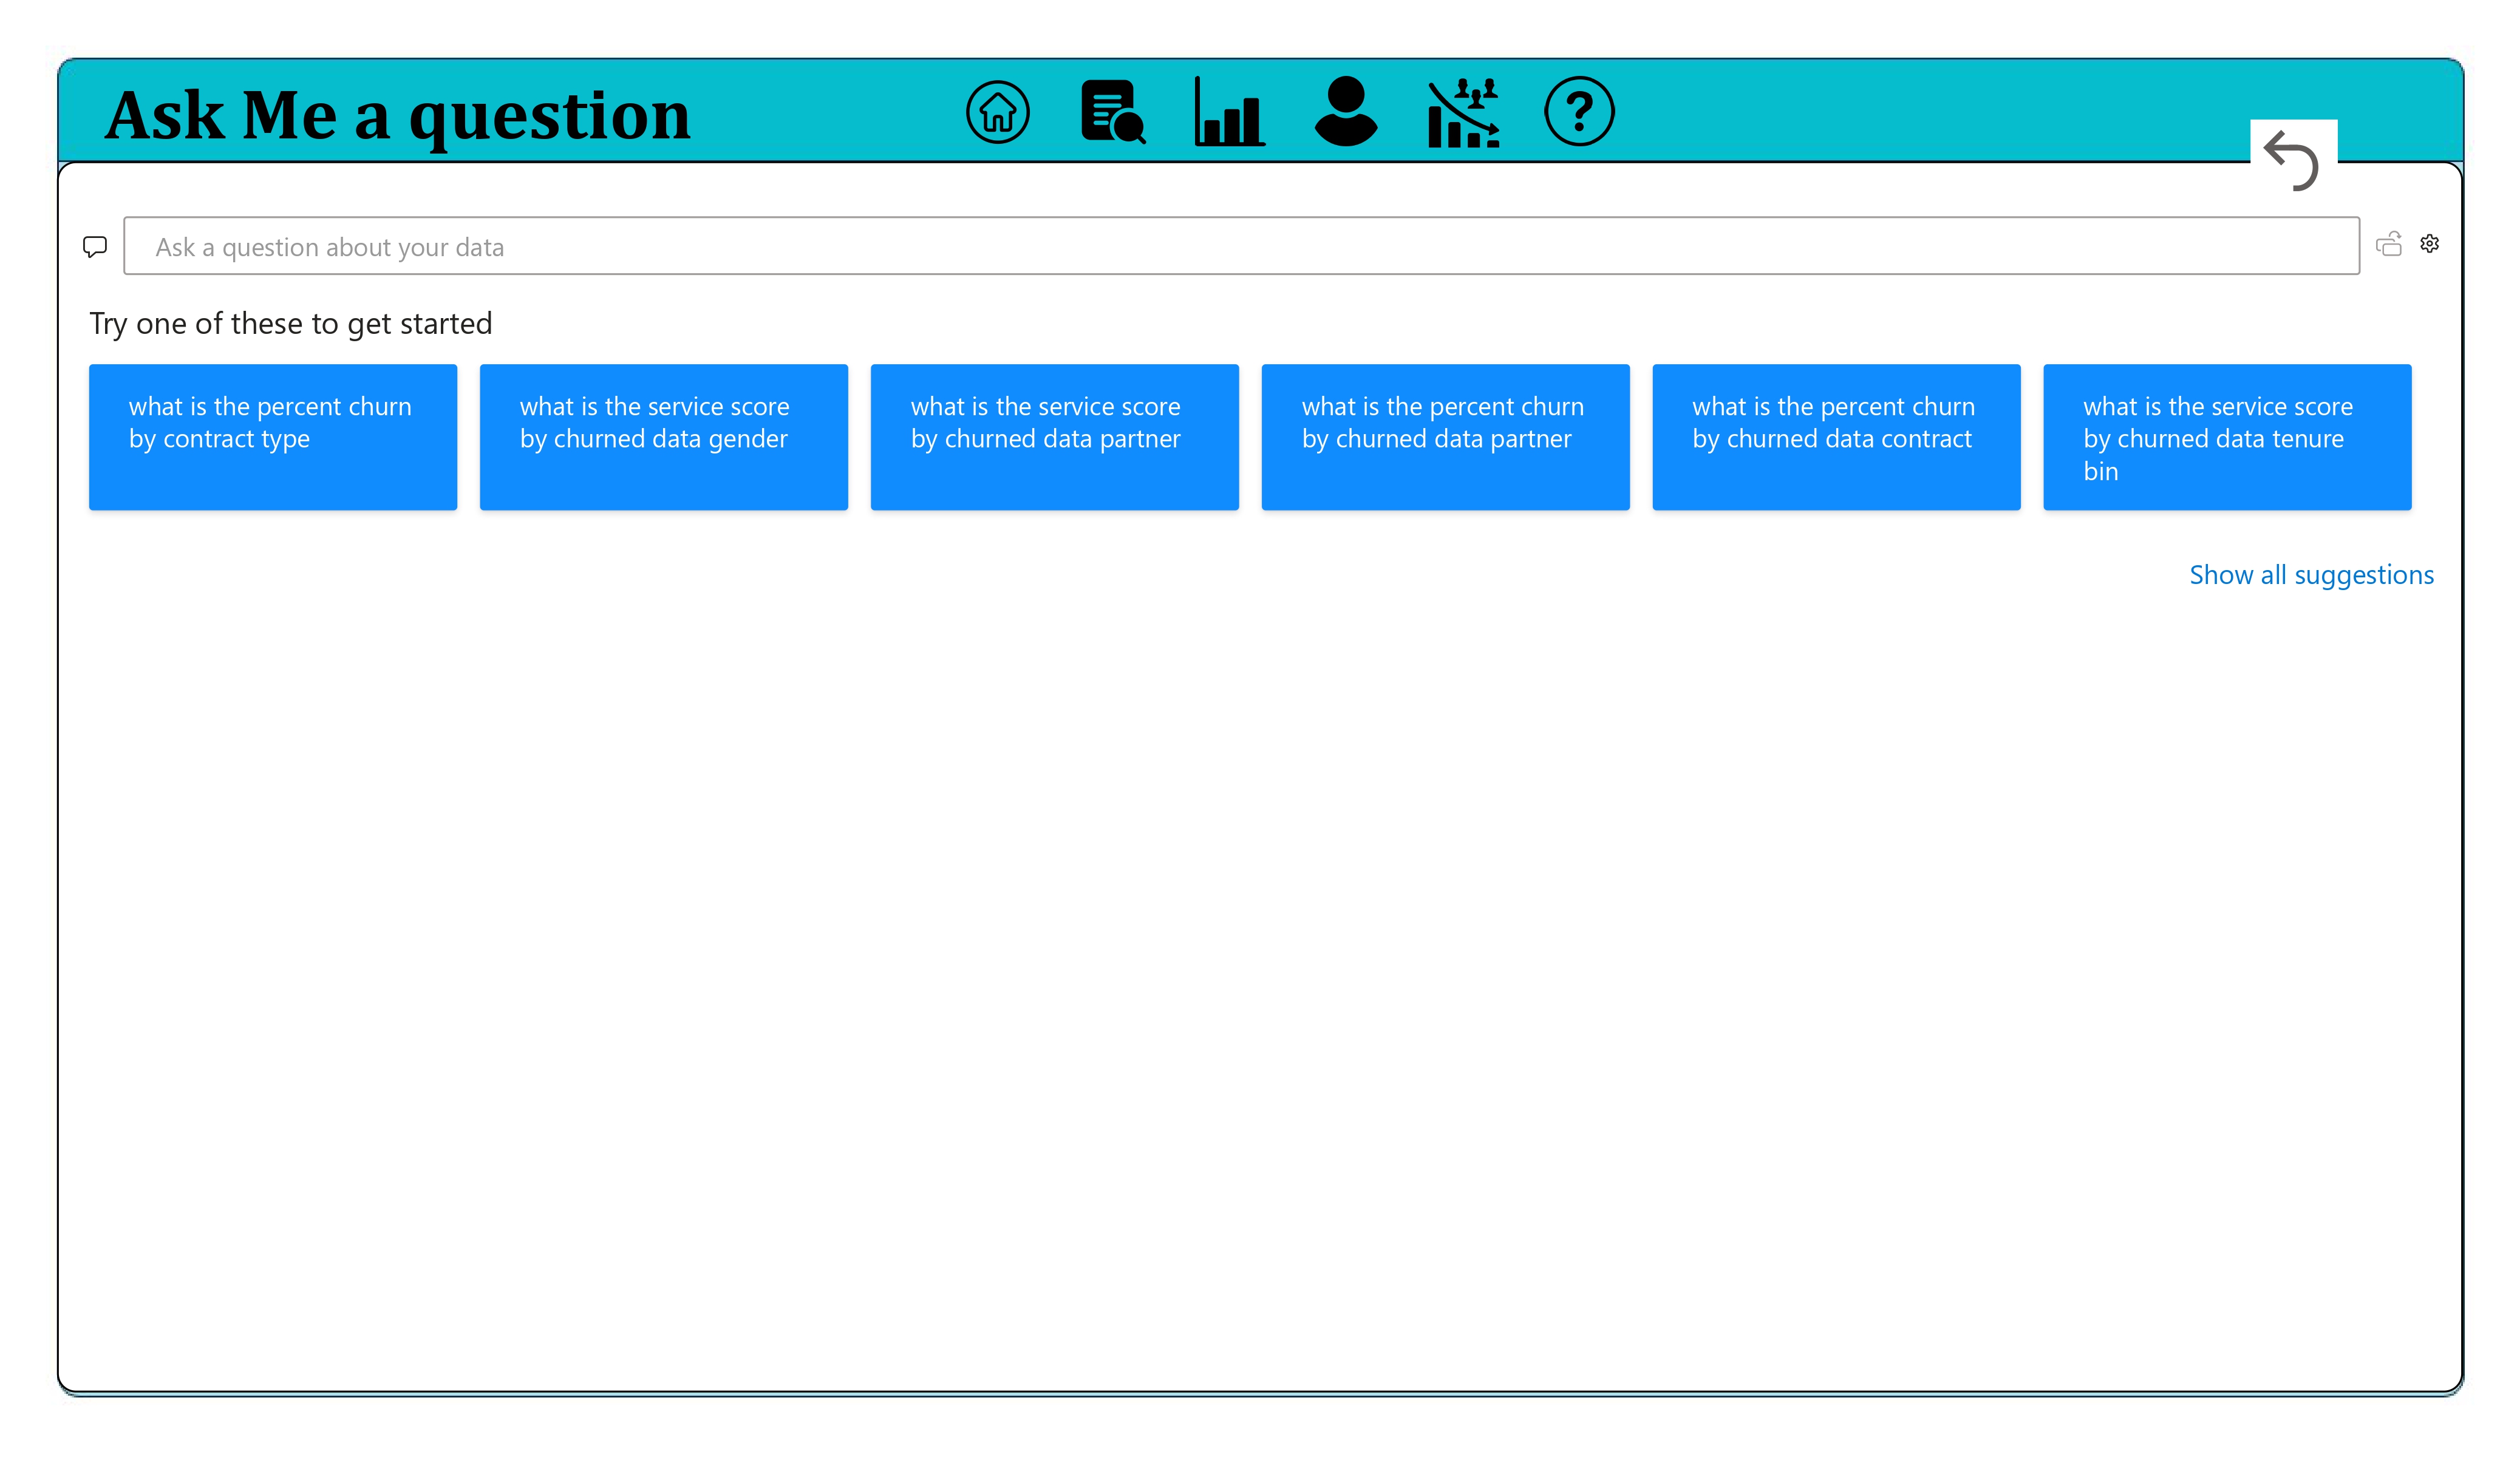 Ask Me a question
Ask a question about your data
Try one of these to get started
what is the percent churn
by contract type
what is the service score
by churned data gender
what is the service score
by churned data partner
what is the percent churn
by churned data partner
what is the percent churn
by churned data contract
what is the service score
by churned data tenure
bin
Show all suggestions